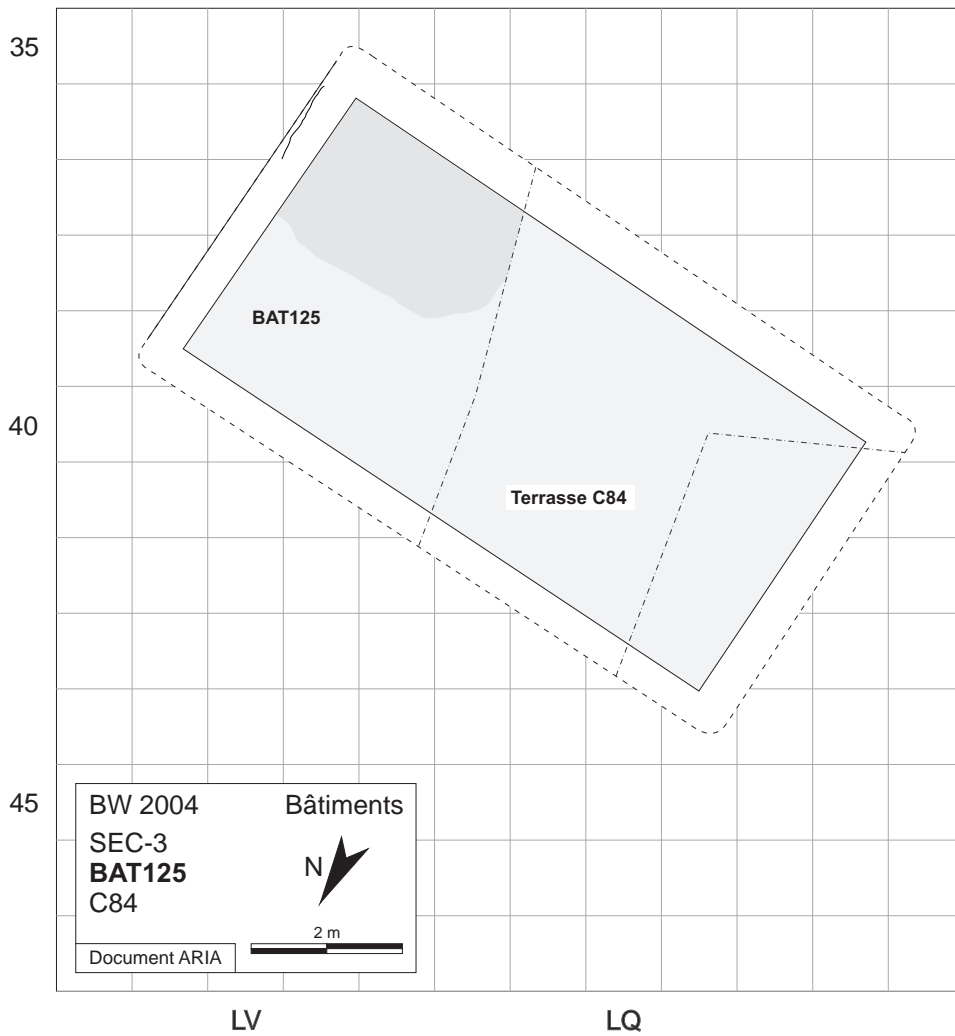 35
BAT125
40
Terrasse C84
45
BW 2004 Bâtiments
SEC-3
BAT125
C84
N
2 m
Document ARIA
LV LQ